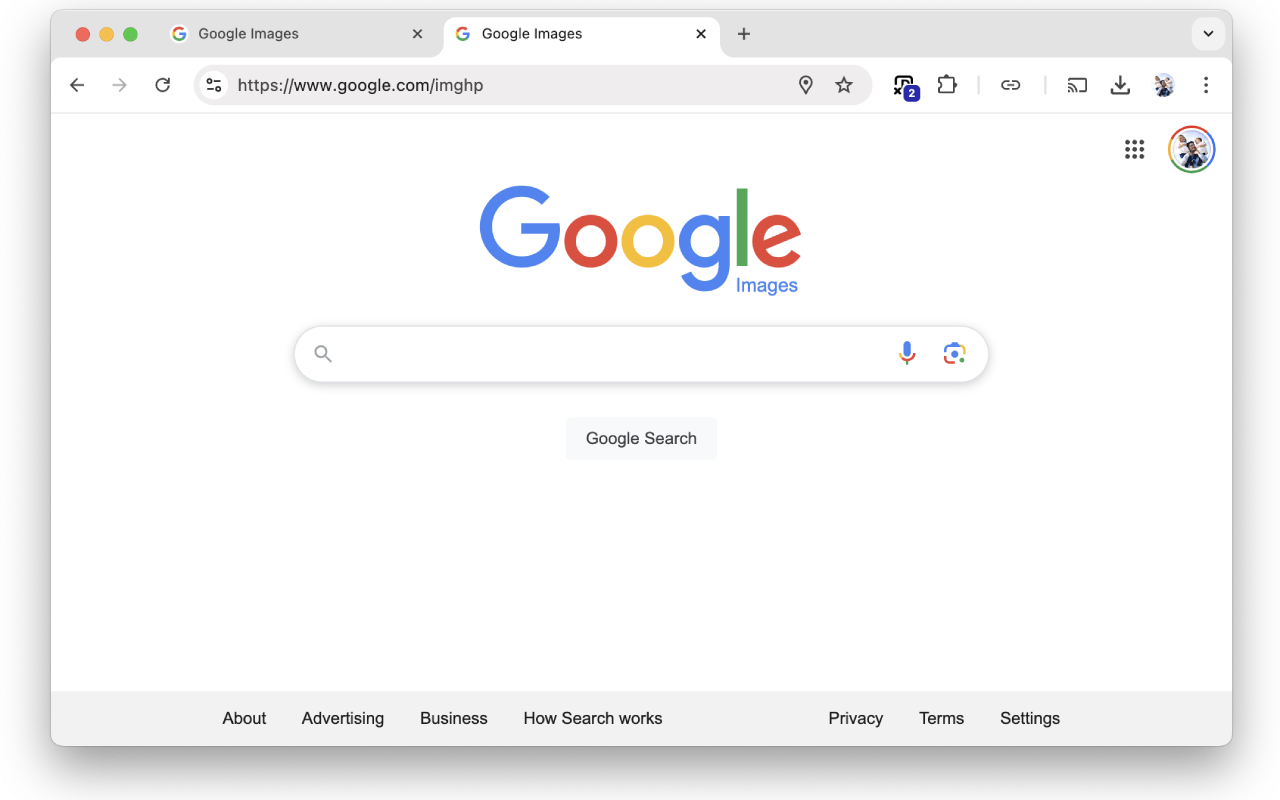 Google Images
Google Images
https://www.google.com/imghp
2
Google
Images
Google Search
About Advertising Business How Search works Privacy Terms Settings